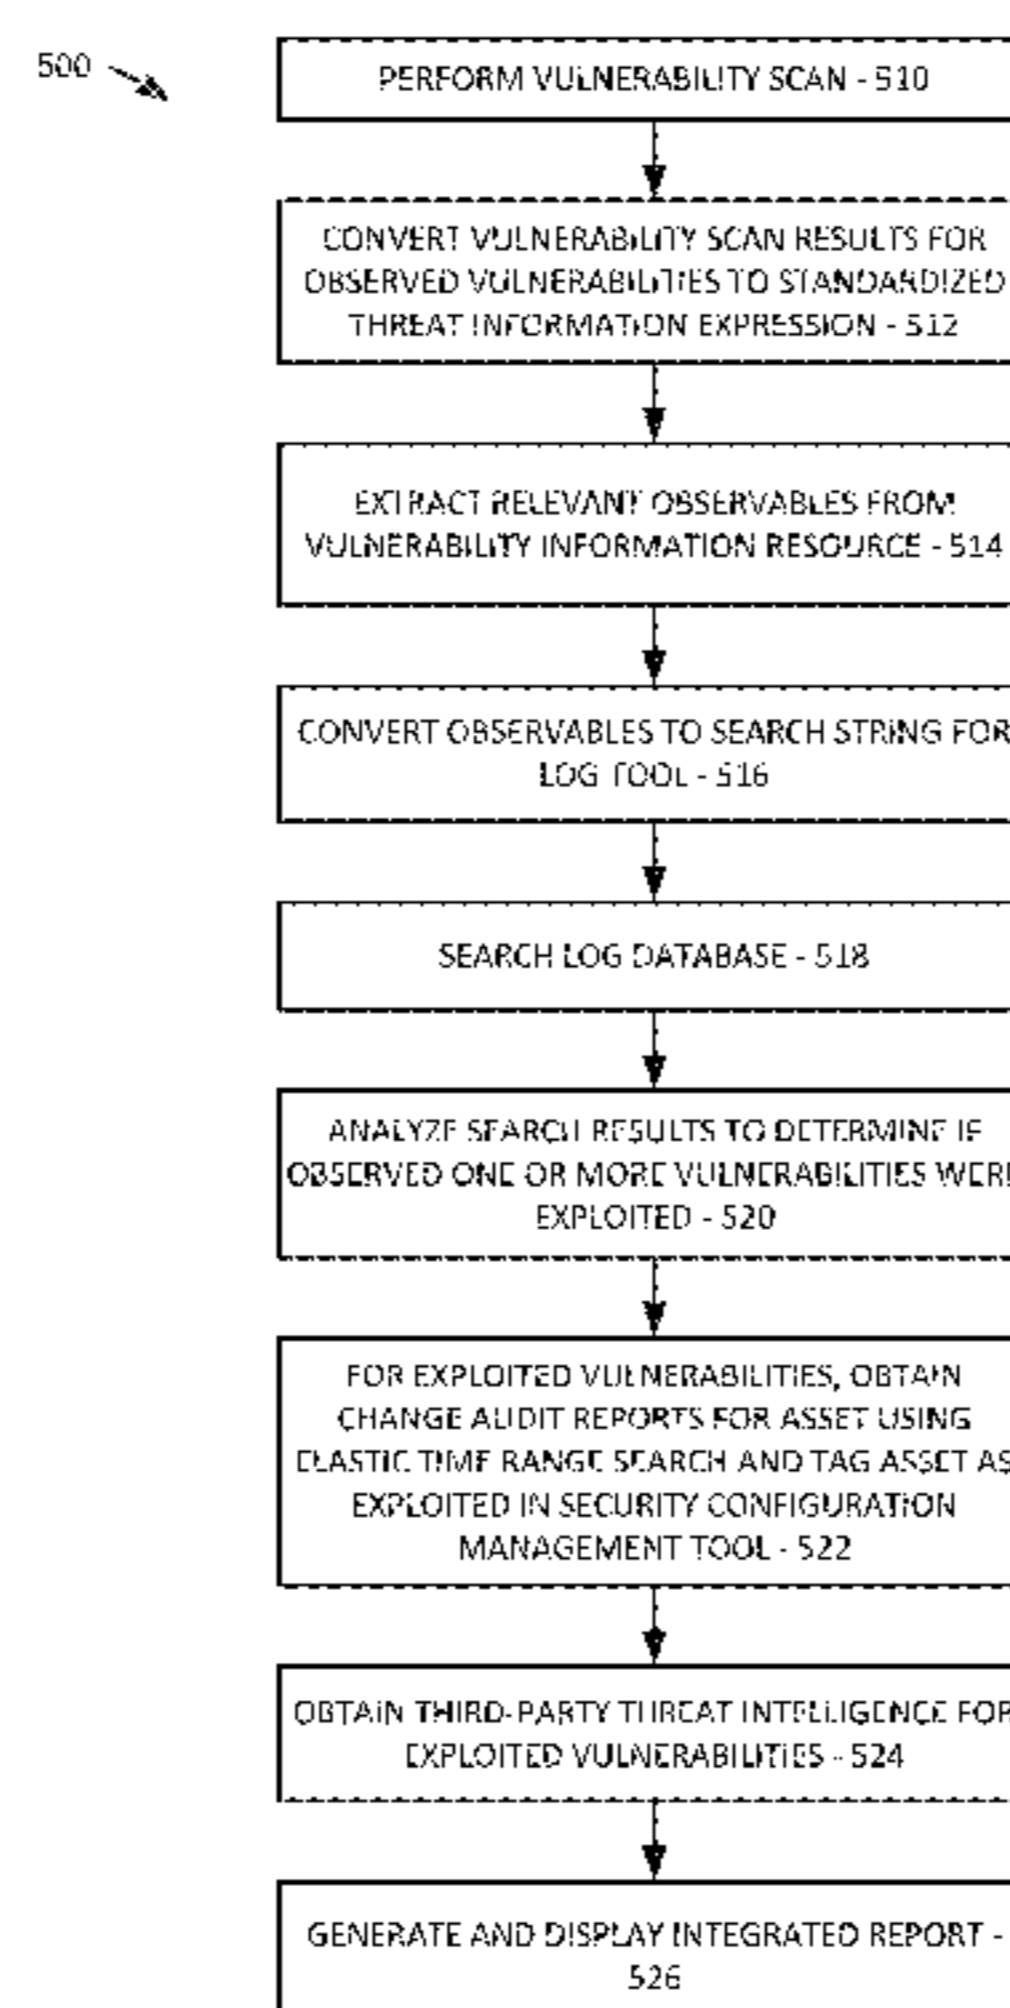 500
PERFORM VULNERABILITY SCAN - 510
CONVERT VULNERABILITY SCAN RESULTS FOR
OBSERVED VULNERABILITIES TO STANDARDIZED
THREAT INFORMATION EXPRESSION - 512
EXTRACT RELEVANT OBSERVABLES FROM
VULNERABILITY INFORMATION RESOURCE - 514
CONVERT OBSERVABLES TO SEARCH STRING FOR
LOG TOOL - 516
SEARCH LOG DATABASE - 518
ANALYZE SEARCH RESULTS TO DETERMINE IF
OBSERVED ONE OR MORE VULNERABILITIES WERE
EXPLOITED - 520
FOR EXPLOITED VULNERABILITIES, OBTAIN
CHANGE AUDIT REPORTS FOR ASSET USING
ELASTIC TIME RANGE SEARCH AND TAG ASSET AS
EXPLOITED IN SECURITY CONFIGURATION
MANAGEMENT TOOL - 522
OBTAIN THIRD-PARTY THREAT INTELLIGENCE FOR
EXPLOITED VULNERABILITIES - 524
GENERATE AND DISPLAY INTEGRATED REPORT -
526